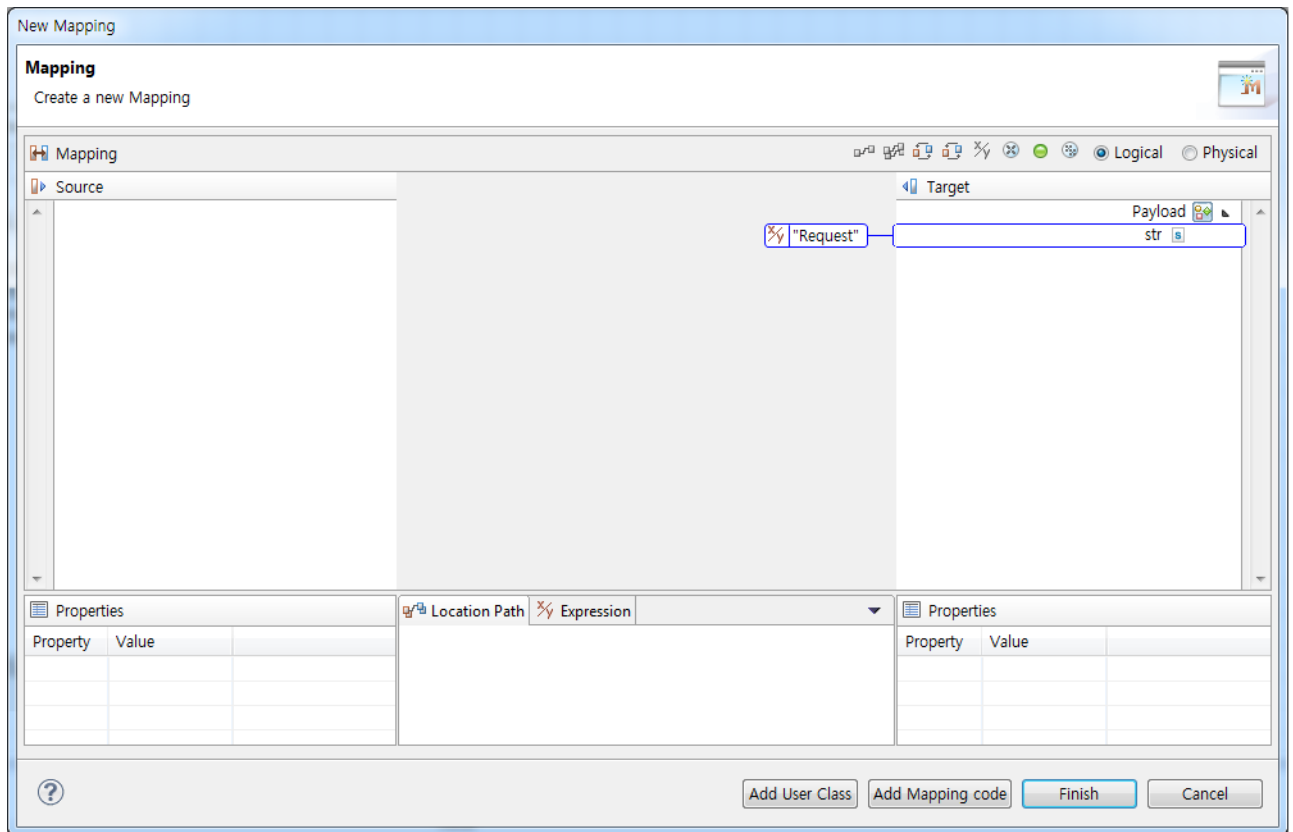 New Mapping
Mapping
Create a new Mapping
Mapping
Logical
Physical
Source
Target
Payload
X/y "Request"
str s
Properties
Location Path
X/y Expression
Properties
Property Value
Property Value
?
Add User Class
Add Mapping code
Finish
Cancel